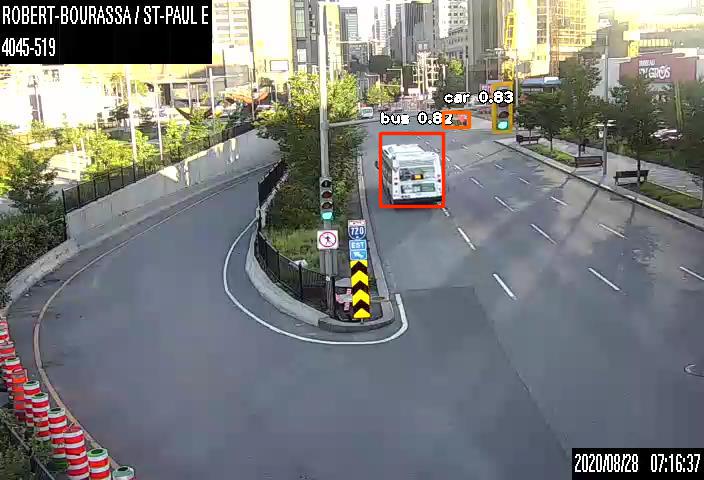 ROBERT-BOURASSA / ST-PAUL E
4045-519
car 0.83
bus 0.82
720
EST
2020/08/28 07:16:37